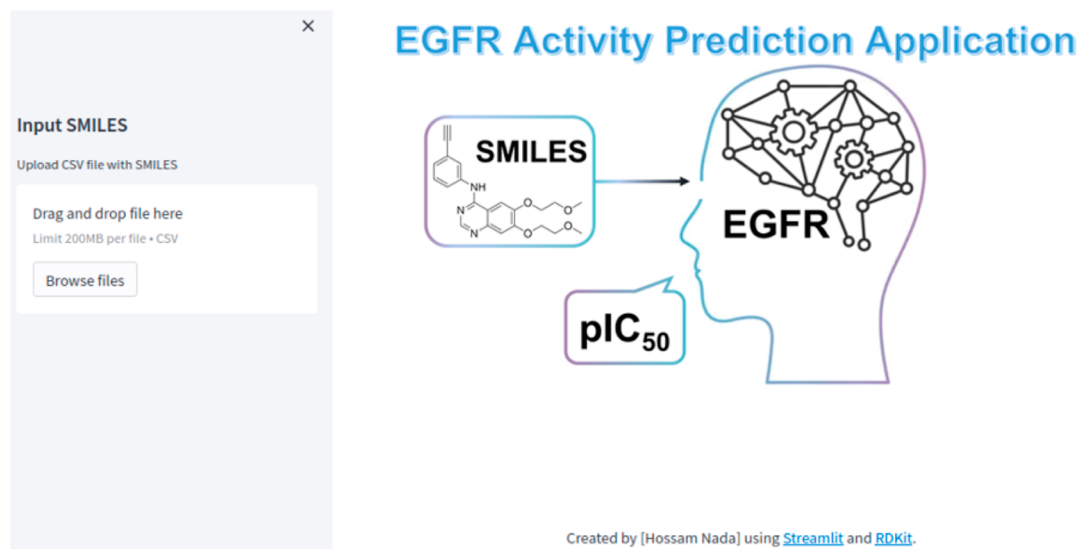 ×
EGFR Activity Prediction Application
Input SMILES
Upload CSV file with SMILES
Drag and drop file here
Limit 200MB per file • CSV
Browse files
SMILES
NH
N
N
O
O
O
O
EGFR
pIC50
Created by [Hossam Nada] using Streamlit and RDKit.